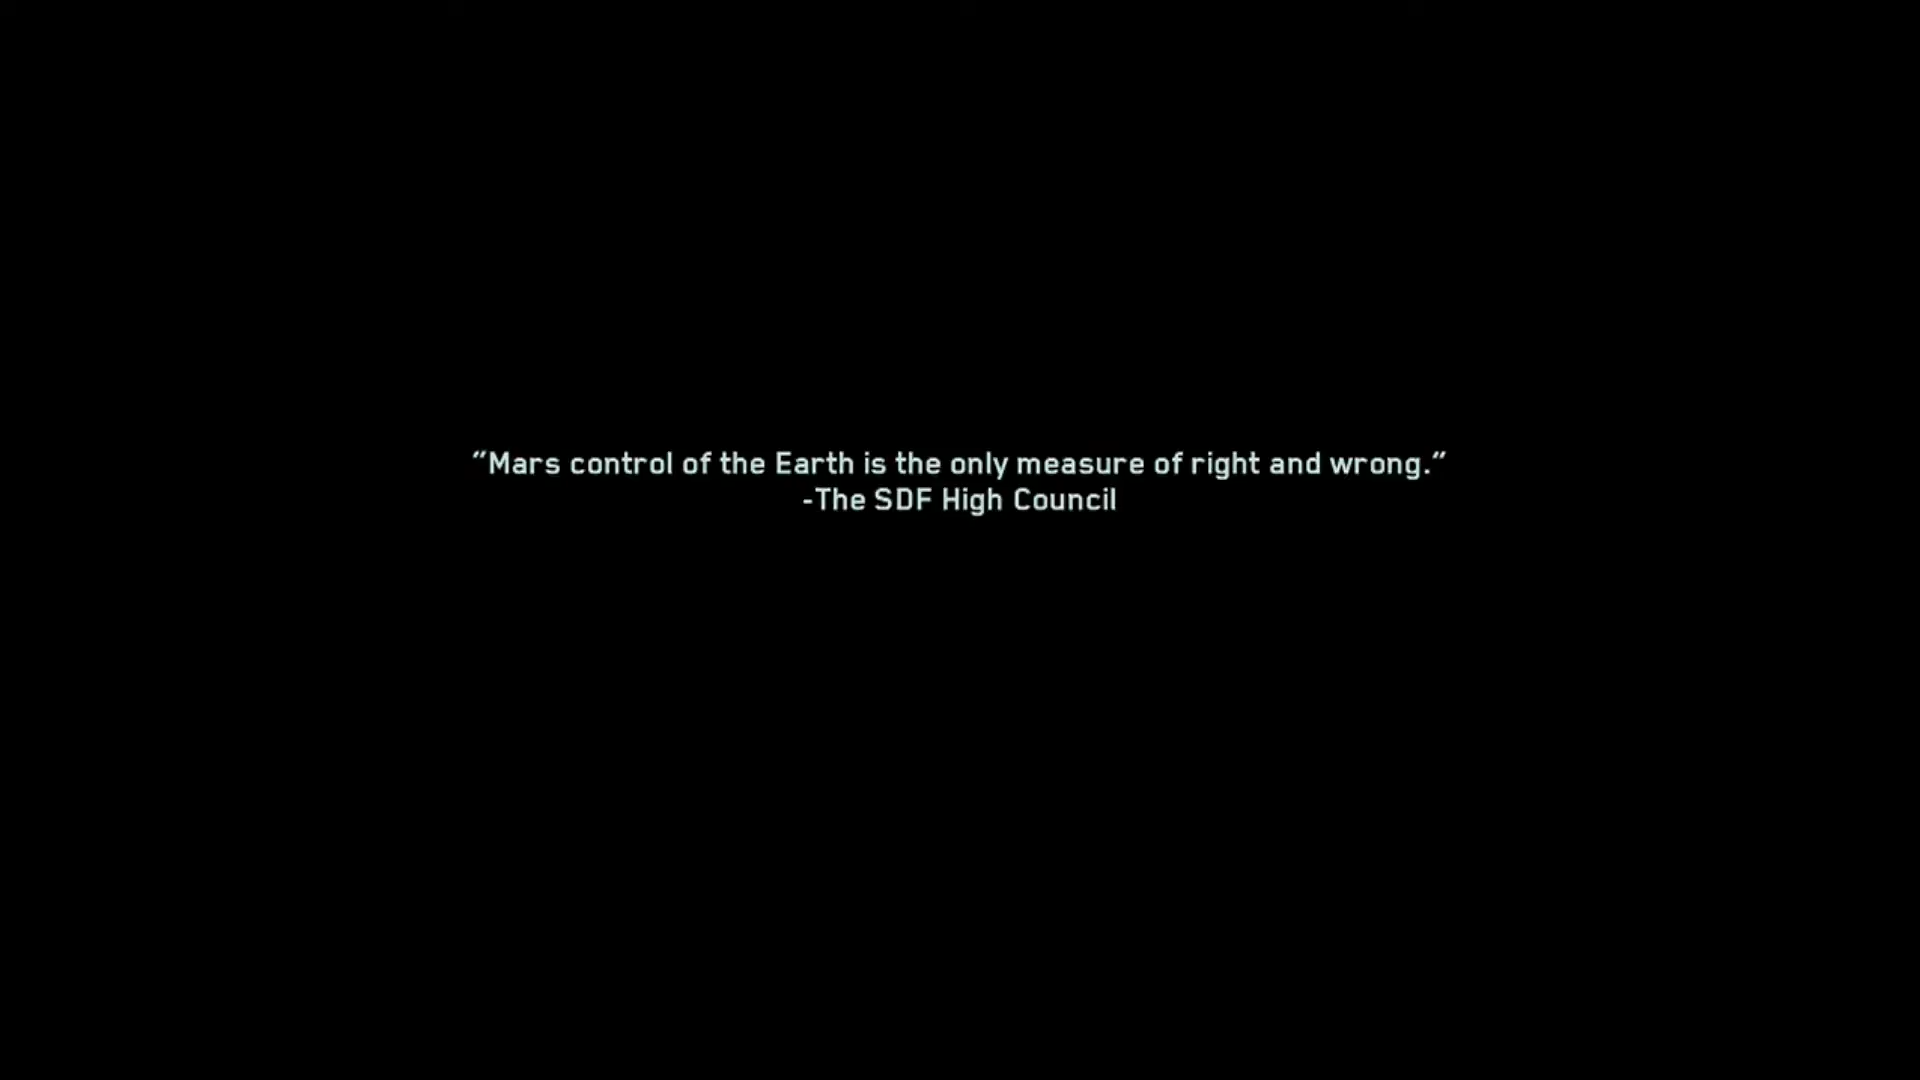 “Mars control of the Earth is the only measure of right and wrong.”
-The SDF High Council